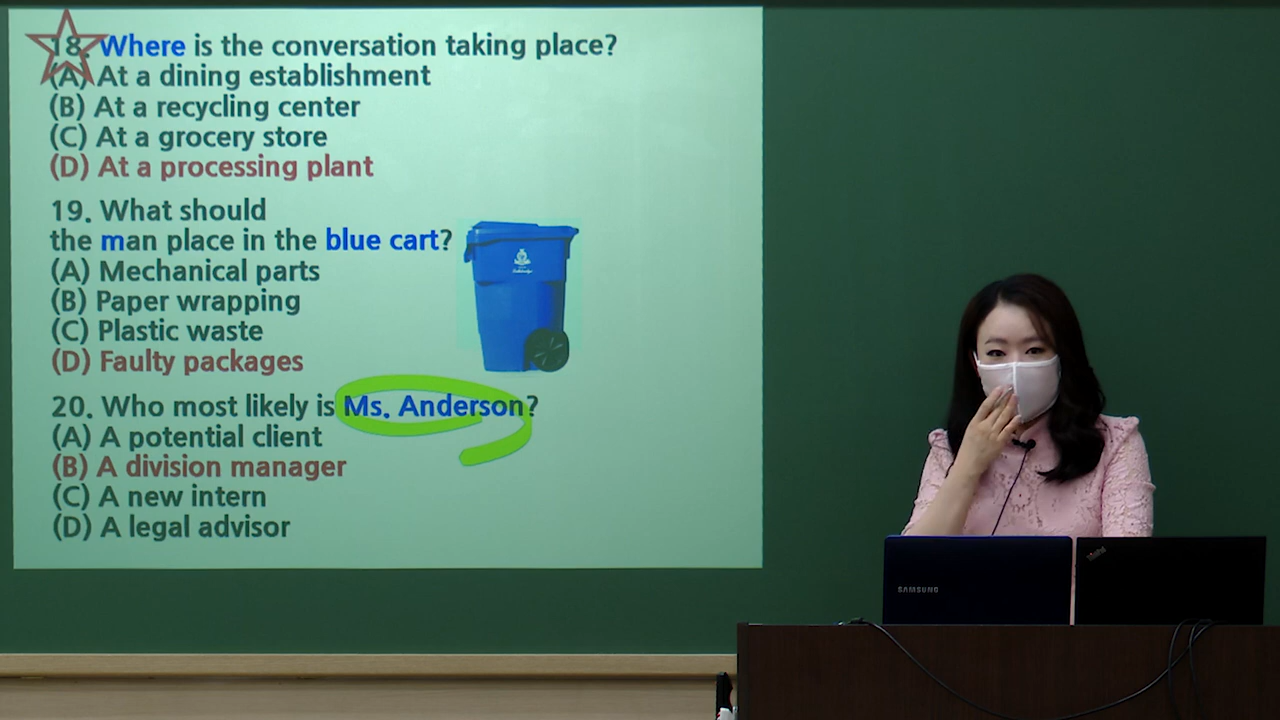 18. Where is the conversation taking place?
(A) At a dining establishment
(B) At a recycling center
(C) At a grocery store
(D) At a processing plant
19. What should
the man place in the blue cart?
(A) Mechanical parts
(B) Paper wrapping
(C) Plastic waste
(D) Faulty packages
20. Who most likely is Ms. Anderson?
(A) A potential client
(B) A division manager
(C) A new intern
(D) A legal advisor
SAMSUNG